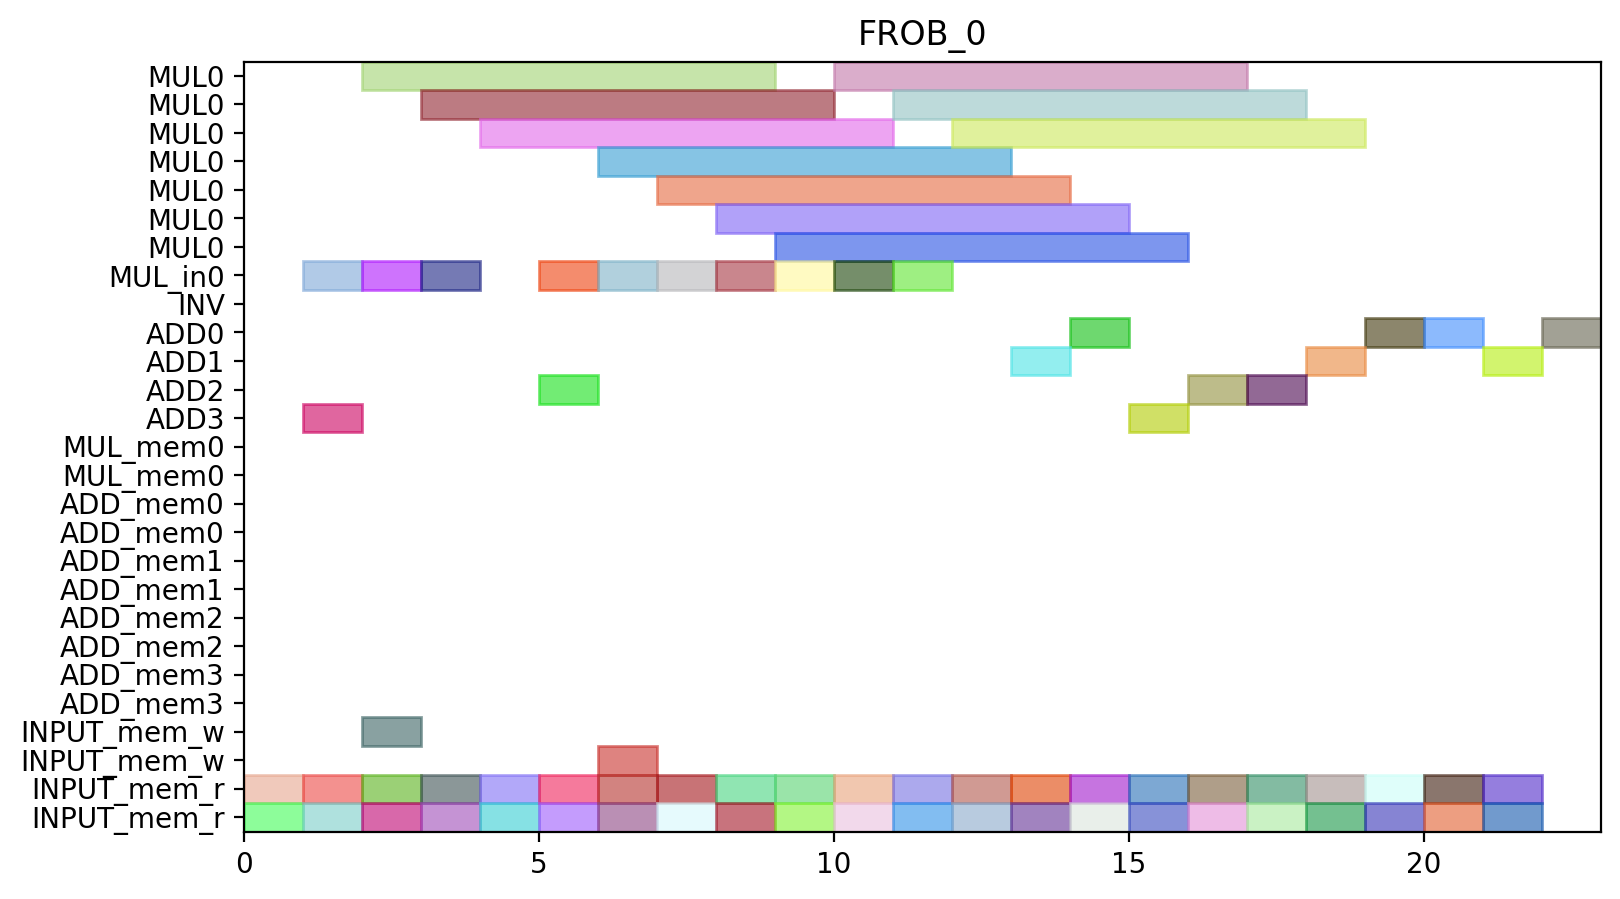 FROB_0
MUL0
MUL0
MUL0
MUL0
MUL0
MUL0
MUL0
MUL_in0
INV
ADD0
ADD1
ADD2
ADD3
MUL_mem0
MUL_mem0
ADD_mem0
ADD_mem0
ADD_mem1
ADD_mem1
ADD_mem2
ADD_mem2
ADD_mem3
ADD_mem3
INPUT_mem_w
INPUT_mem_w
INPUT_mem_r
INPUT_mem_r
0 5 10 15 20